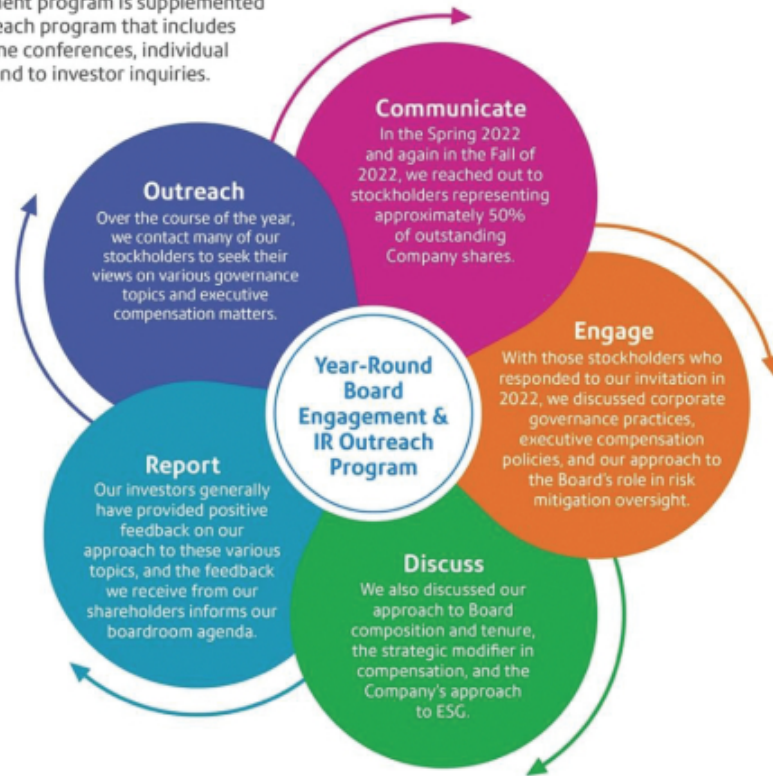 program is supplemented
program that includes
conferences, individual
to investor inquiries.
Communicate
In the Spring 2022
and again in the Fall of
2022, we reached out to
stockholders representing
approximately 50%
of outstanding
Company shares.
Outreach
Over the course of the year,
we contact many of our
stockholders to seek their
views on various governance
topics and executive
compensation matters.
Engage
With those stockholders who
responded to our invitation in
2022, we discussed corporate
governance practices,
executive compensation
policies, and our approach to
the Board's role in risk
mitigation oversight.
Year-Round
Board
Engagement &
IR Outreach
Program
Report
Our investors generally
have provided positive
feedback on our
approach to these various
topics, and the feedback
we receive from our
shareholders informs our
boardroom agenda.
Discuss
We also discussed our
approach to Board
composition and tenure,
the strategic modifier in
compensation, and the
Company's approach
to ESG.